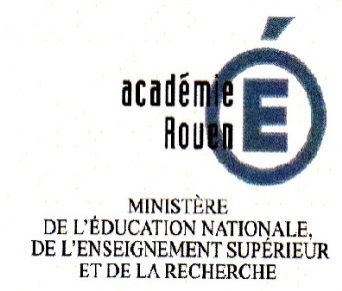 académie
Rouen
É
MINISTÈRE
DE L'ÉDUCATION NATIONALE,
DE L'ENSEIGNEMENT SUPÉRIEUR
ET DE LA RECHERCHE